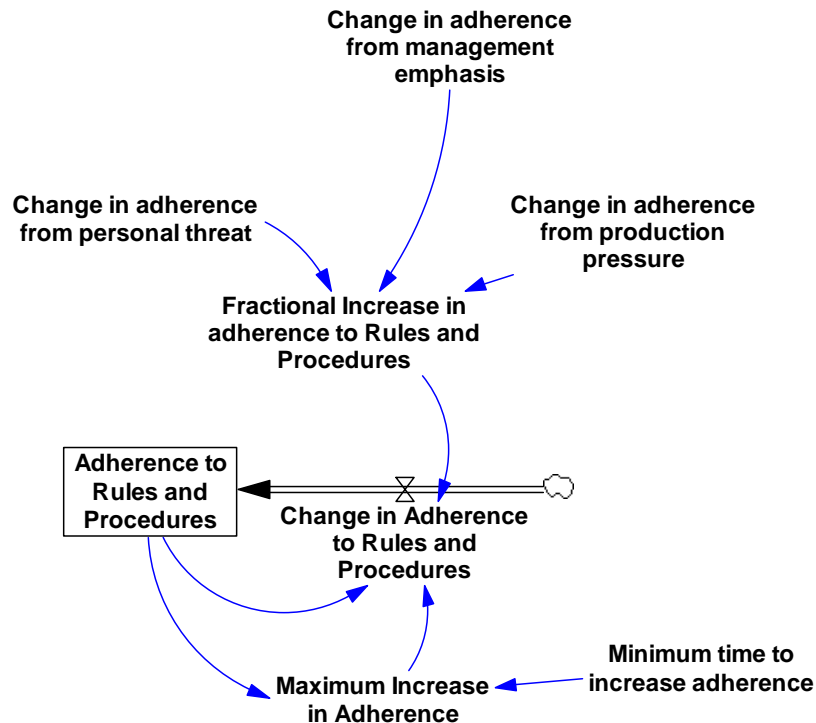 Change in adherence
from management
emphasis
Change in adherence
from personal threat
Change in adherence
from production
pressure
Fractional Increase in
adherence to Rules and
Procedures
Adherence to
Rules and
Procedures
Change in Adherence
to Rules and
Procedures
Maximum Increase
in Adherence
Minimum time to
increase adherence